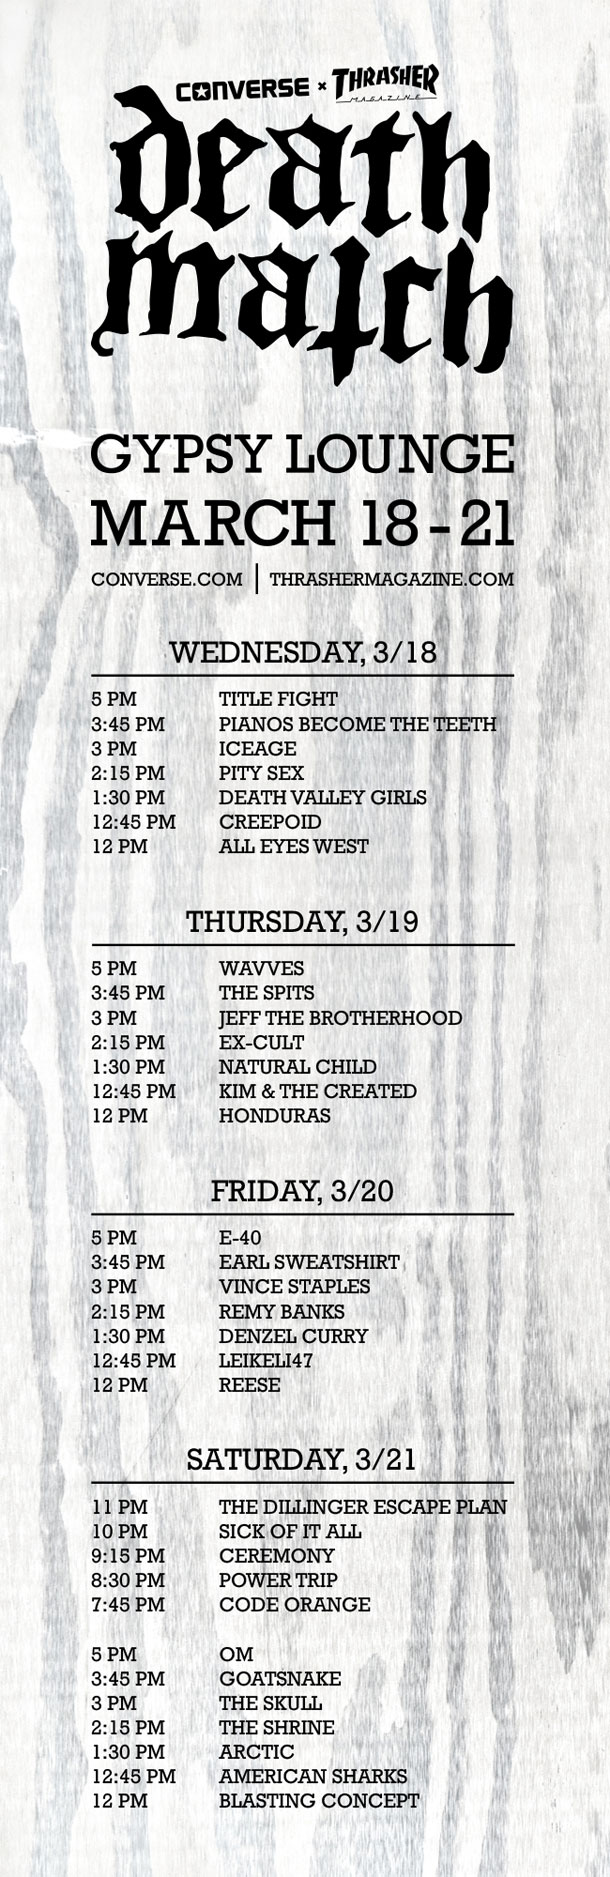 CONVERSE × THRASHER
MAGAZINE
death
match
GYPSY LOUNGE
MARCH 18-21
CONVERSE.COM | THRASHERMAGAZINE.COM
WEDNESDAY, 3/18
5 PM TITLE FIGHT
3:45 PM PIANOS BECOME THE TEETH
3 PM ICEAGE
2:15 PM PITY SEX
1:30 PM DEATH VALLEY GIRLS
12:45 PM CREEPOID
12 PM ALL EYES WEST
THURSDAY, 3/19
5 PM WAVVES
3:45 PM THE SPITS
3 PM JEFF THE BROTHERHOOD
2:15 PM EX-CULT
1:30 PM NATURAL CHILD
12:45 PM KIM & THE CREATED
12 PM HONDURAS
FRIDAY, 3/20
5 PM E-40
3:45 PM EARL SWEATSHIRT
3 PM VINCE STAPLES
2:15 PM REMY BANKS
1:30 PM DENZEL CURRY
12:45 PM LEIKELI47
12 PM REESE
SATURDAY, 3/21
11 PM THE DILLINGER ESCAPE PLAN
10 PM SICK OF IT ALL
9:15 PM CEREMONY
8:30 PM POWER TRIP
7:45 PM CODE ORANGE
5 PM OM
3:45 PM GOATSNAKE
3 PM THE SKULL
2:15 PM THE SHRINE
1:30 PM ARCTIC
12:45 PM AMERICAN SHARKS
12 PM BLASTING CONCEPT